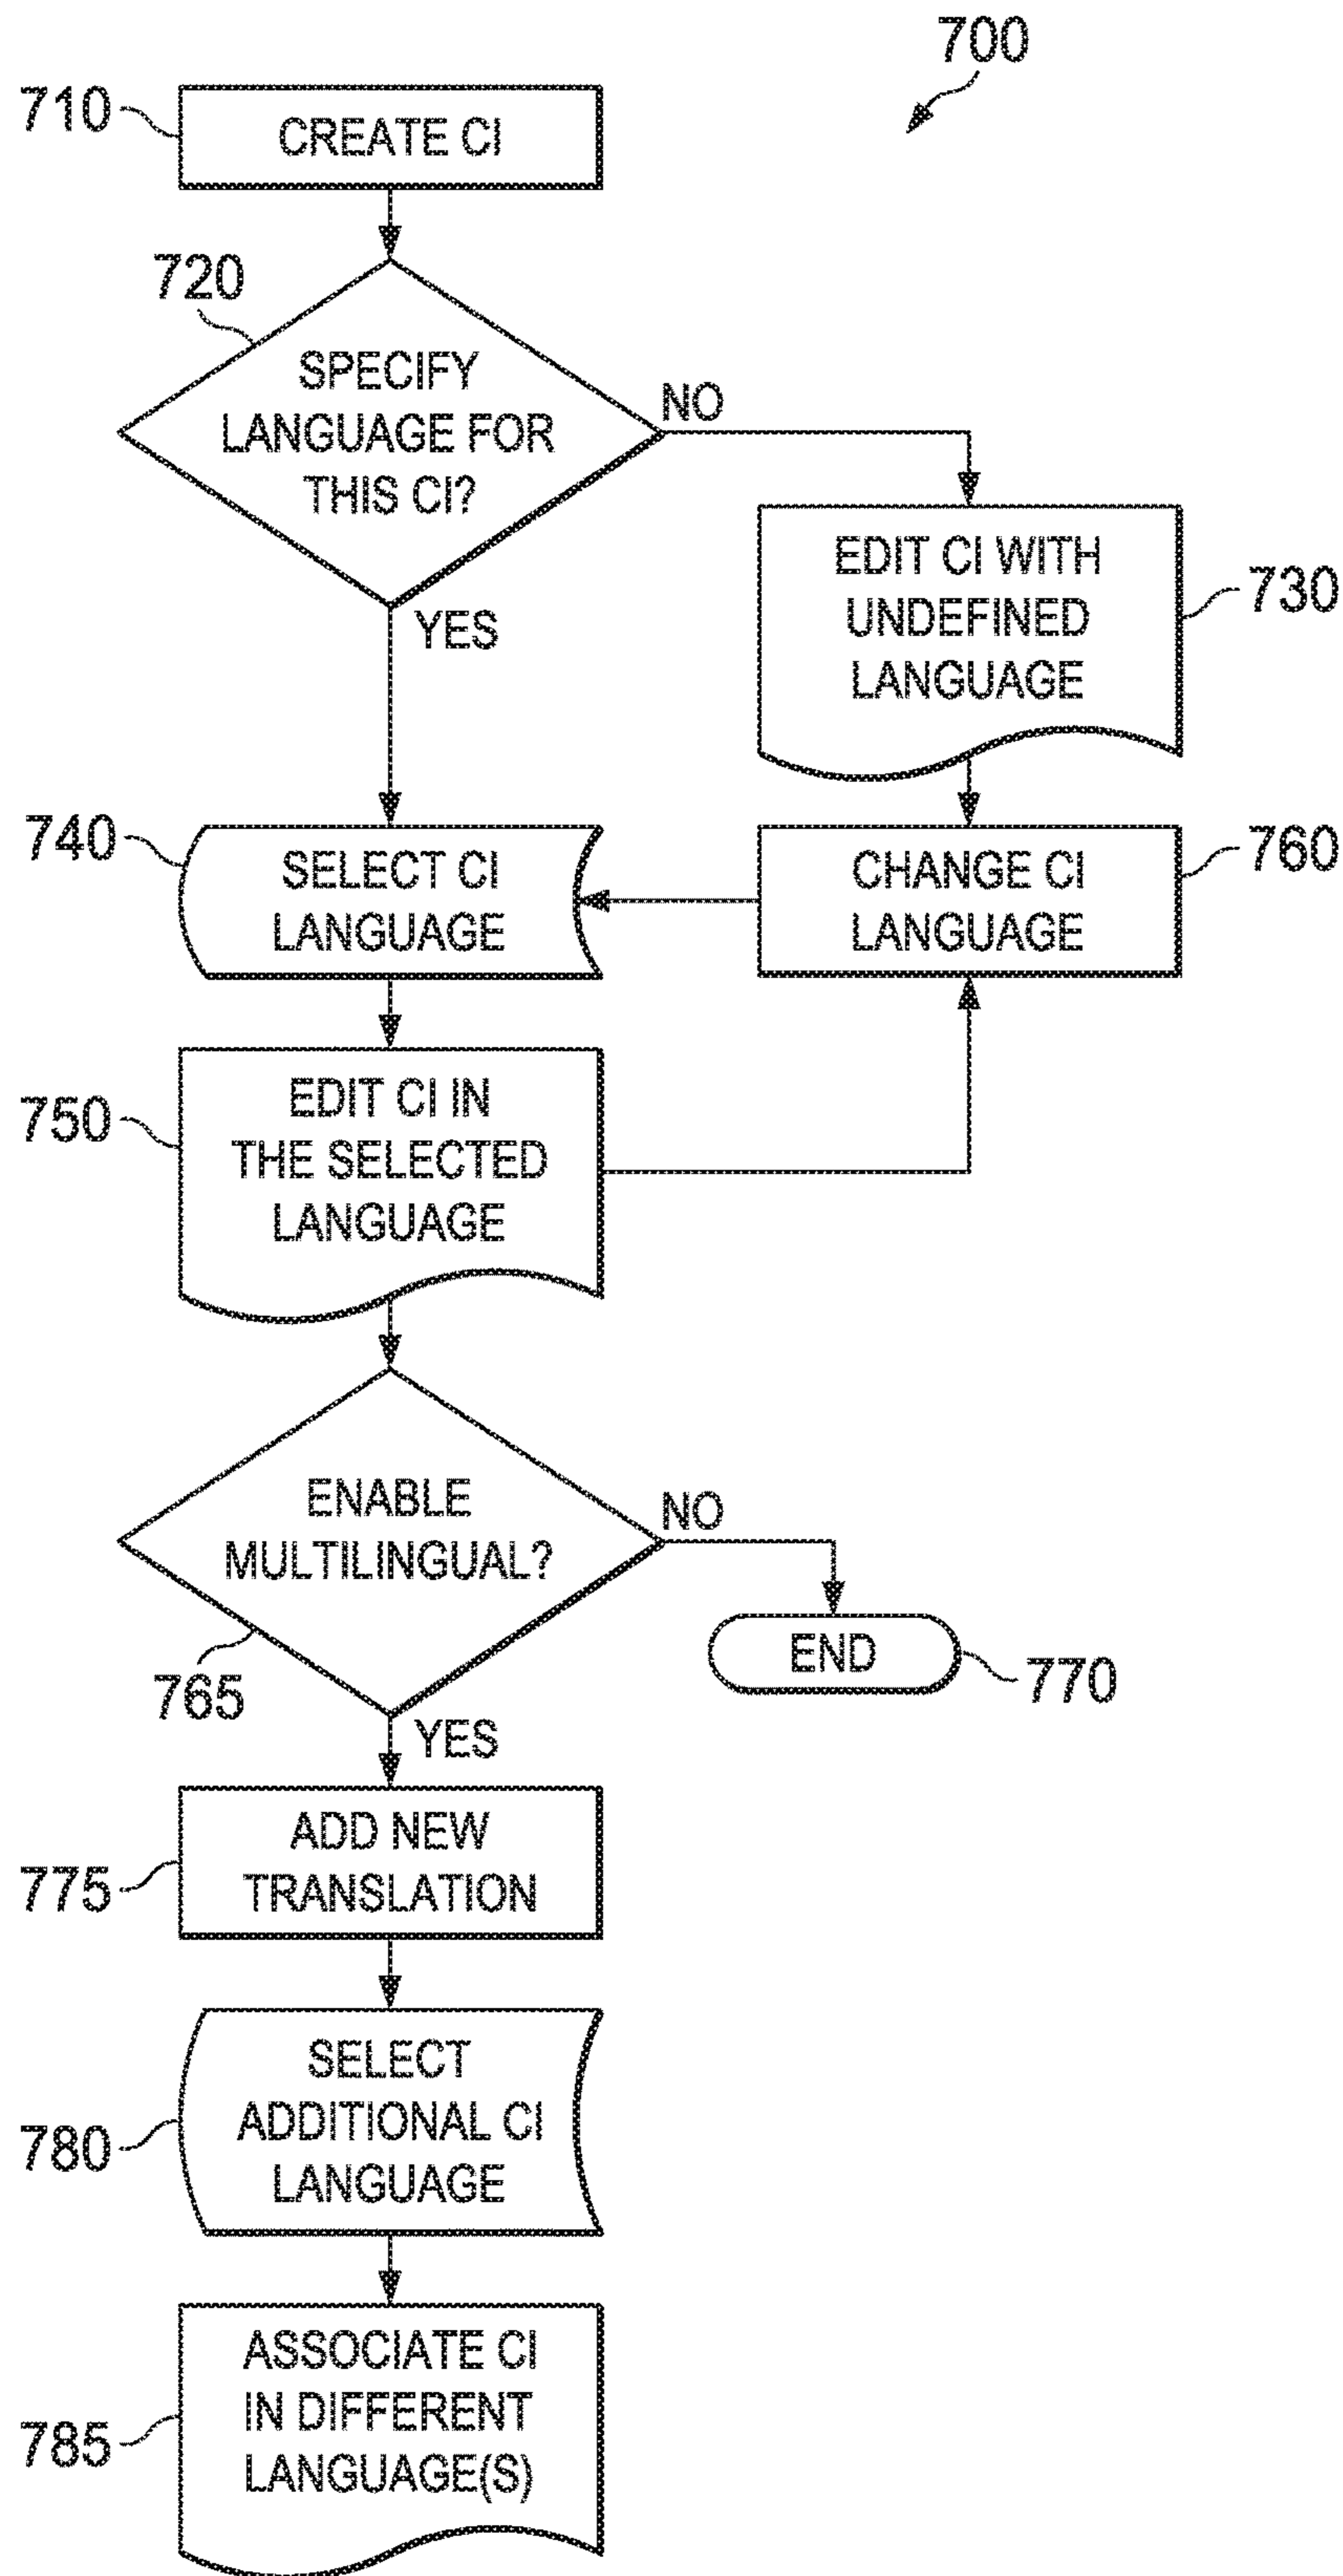 700
710
CREATE CI
720
SPECIFY
LANGUAGE FOR
THIS CI?
NO
YES
EDIT CI WITH
UNDEFINED
LANGUAGE
730
740
SELECT CI
LANGUAGE
CHANGE CI
LANGUAGE
760
750
EDIT CI IN
THE SELECTED
LANGUAGE
ENABLE
MULTILINGUAL?
NO
765
YES
END
770
ADD NEW
TRANSLATION
775
SELECT
ADDITIONAL CI
LANGUAGE
780
ASSOCIATE CI
IN DIFFERENT
LANGUAGE(S)
785